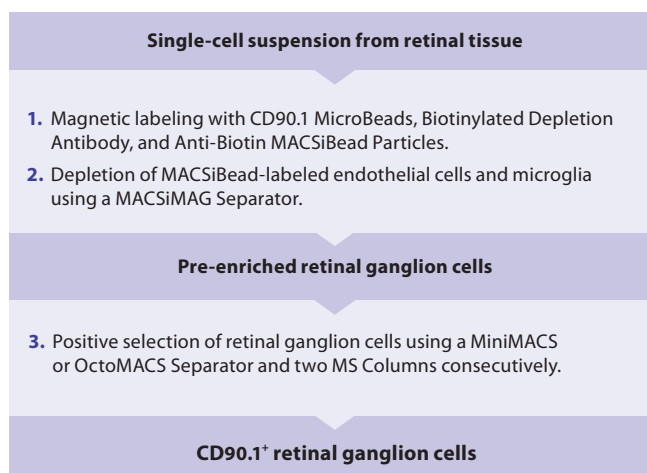 Single-cell suspension from retinal tissue
1. Magnetic labeling with CD90.1 MicroBeads, Biotinylated Depletion
Antibody, and Anti-Biotin MACSiBead Particles.
2. Depletion of MACSiBead-labeled endothelial cells and microglia
using a MACSiMAG Separator.
Pre-enriched retinal ganglion cells
3. Positive selection of retinal ganglion cells using a MiniMACS
or OctoMACS Separator and two MS Columns consecutively.
CD90.1⁺ retinal ganglion cells